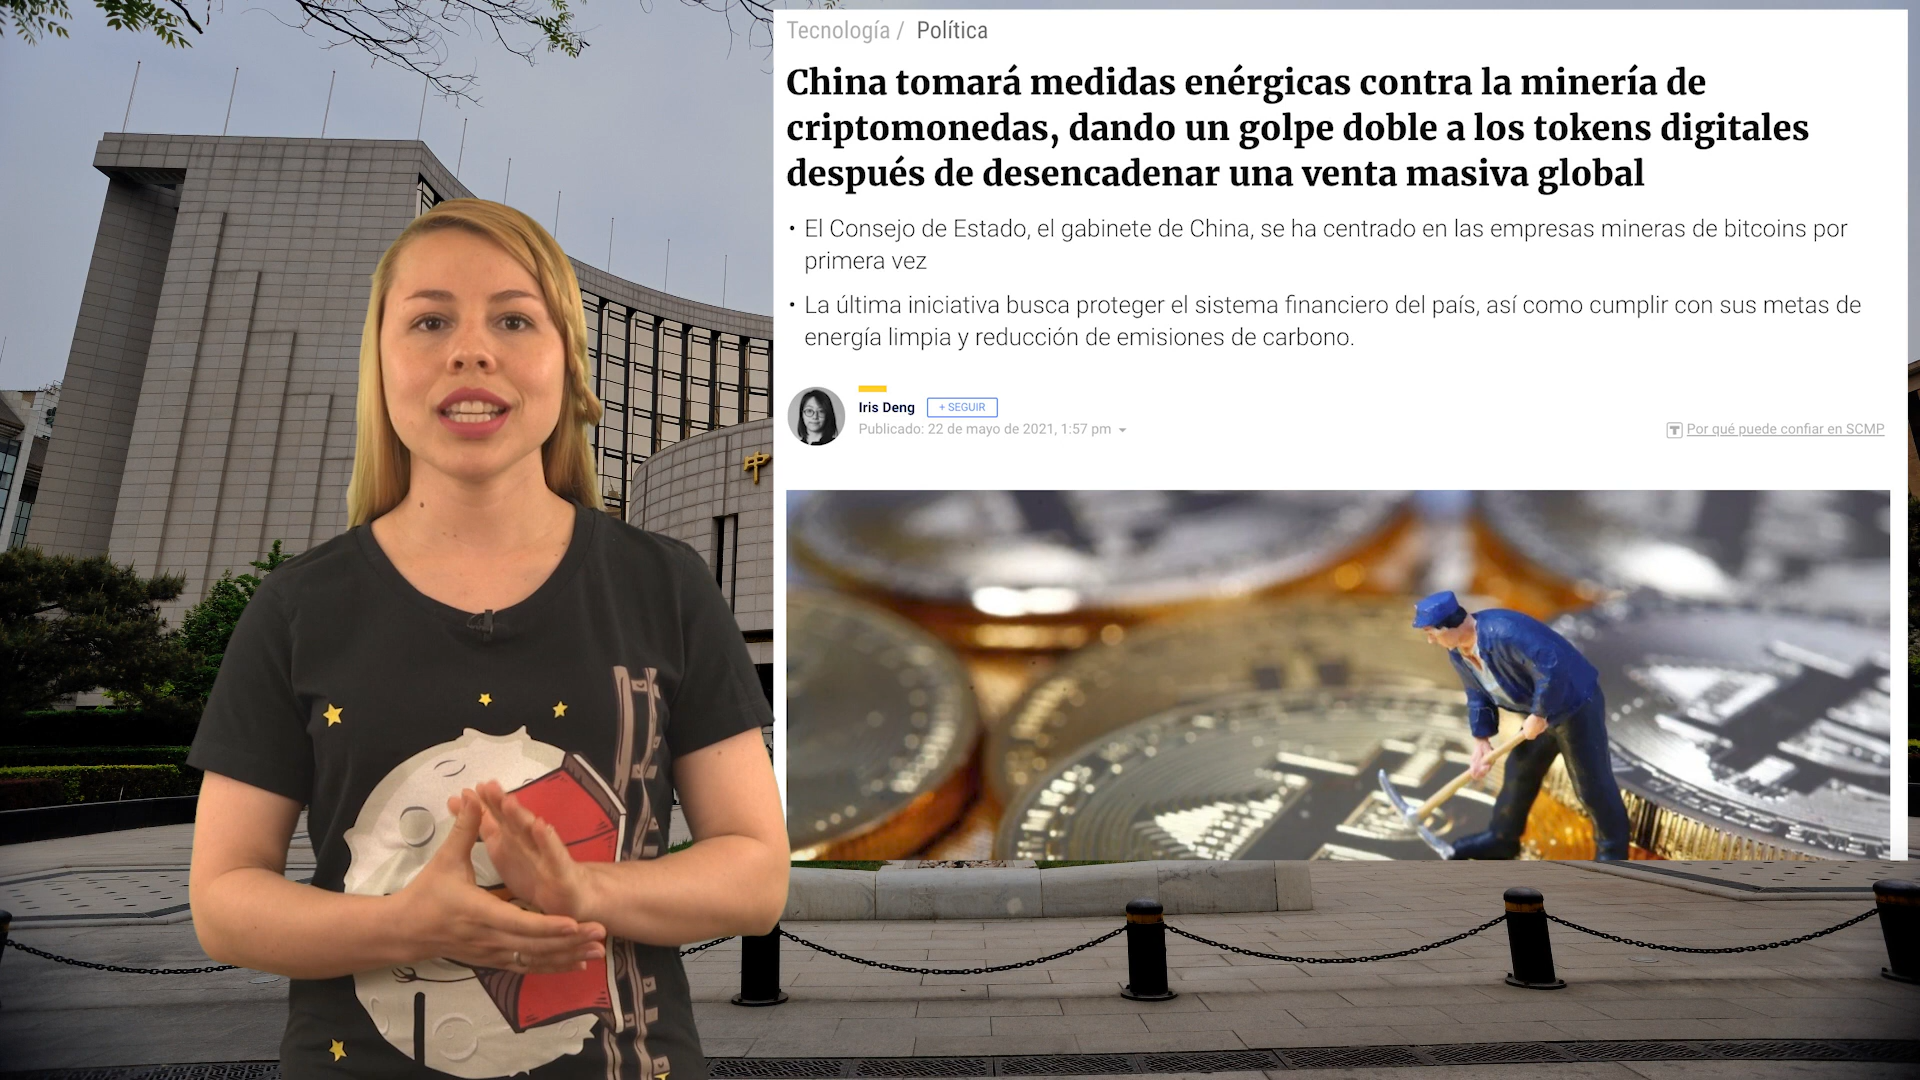 Tecnología / Política
China tomará medidas enérgicas contra la minería de
criptomonedas, dando un golpe doble a los tokens digitales
después de desencadenar una venta masiva global
• El Consejo de Estado, el gabinete de China, se ha centrado en las empresas mineras de bitcoins por
primera vez
• La última iniciativa busca proteger el sistema financiero del país, así como cumplir con sus metas de
energía limpia y reducción de emisiones de carbono.
Iris Deng + SEGUIR
Publicado: 22 de mayo de 2021, 1:57 pm
Por qué puede confiar en SCMP
中